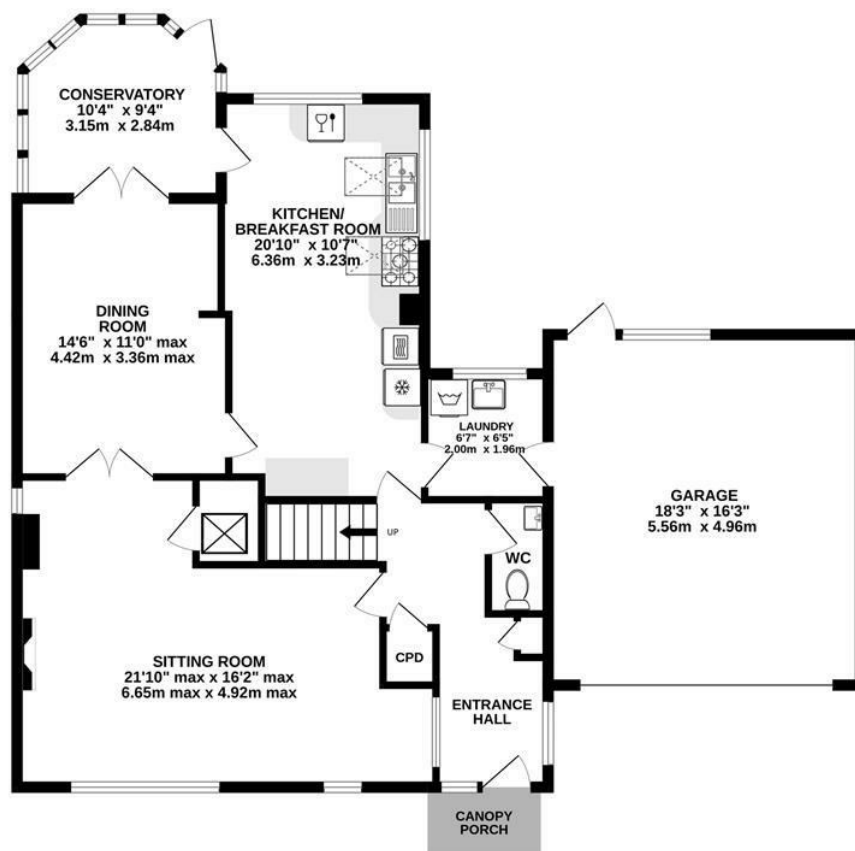 CONSERVATORY
10'4" x 9'4"
3.15m x 2.84m
KITCHEN/
BREAKFAST ROOM
20'10" x 10'7"
6.36m x 3.23m
DINING
ROOM
14'6" x 11'0" max
4.42m x 3.36m max
LAUNDRY
6'7" x 6'5"
2.00m x 1.96m
GARAGE
18'3" x 16'3"
5.56m x 4.96m
UP
WC
CPD
SITTING ROOM
21'10" max x 16'2" max
6.65m max x 4.92m max
ENTRANCE
HALL
CANOPY
PORCH